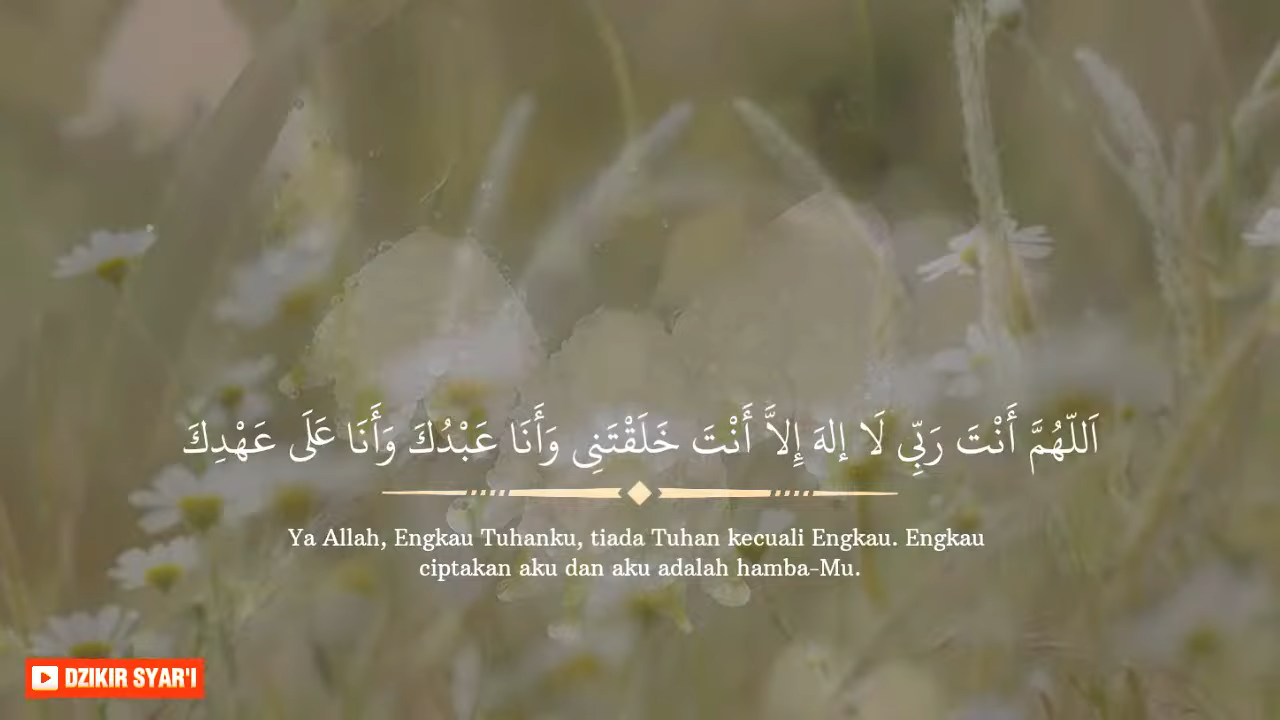 اَللّٰهُمَّ أَنْتَ رَبِّي لَا إِلهَ إِلاَّ أَنْتَ خَلَقْتَنِي وَأَنَا عَبْدُكَ وَأَنَا عَلَى عَهْدِكَ
Ya Allah, Engkau Tuhanku, tiada Tuhan kecuali Engkau. Engkau
ciptakan aku dan aku adalah hamba-Mu.
DZIKIR SYAR'I